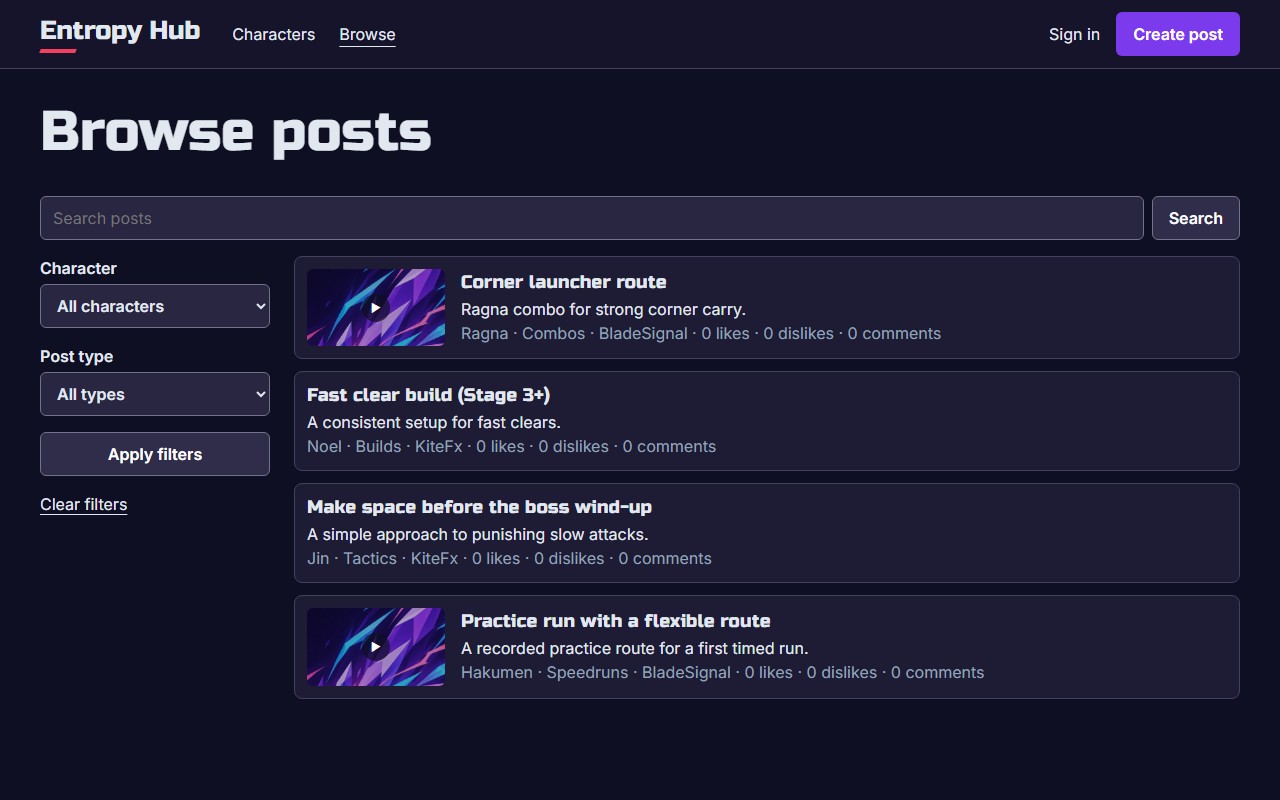 Entropy Hub
Characters
Browse
Sign in
Create post
Browse posts
Search posts
Search
Character
All characters
Post type
All types
Apply filters
Clear filters
Corner launcher route
Ragna combo for strong corner carry.
Ragna · Combos · BladeSignal · 0 likes · 0 dislikes · 0 comments
Fast clear build (Stage 3+)
A consistent setup for fast clears.
Noel · Builds · KiteFx · 0 likes · 0 dislikes · 0 comments
Make space before the boss wind-up
A simple approach to punishing slow attacks.
Jin · Tactics · KiteFx · 0 likes · 0 dislikes · 0 comments
Practice run with a flexible route
A recorded practice route for a first timed run.
Hakumen · Speedruns · BladeSignal · 0 likes · 0 dislikes · 0 comments